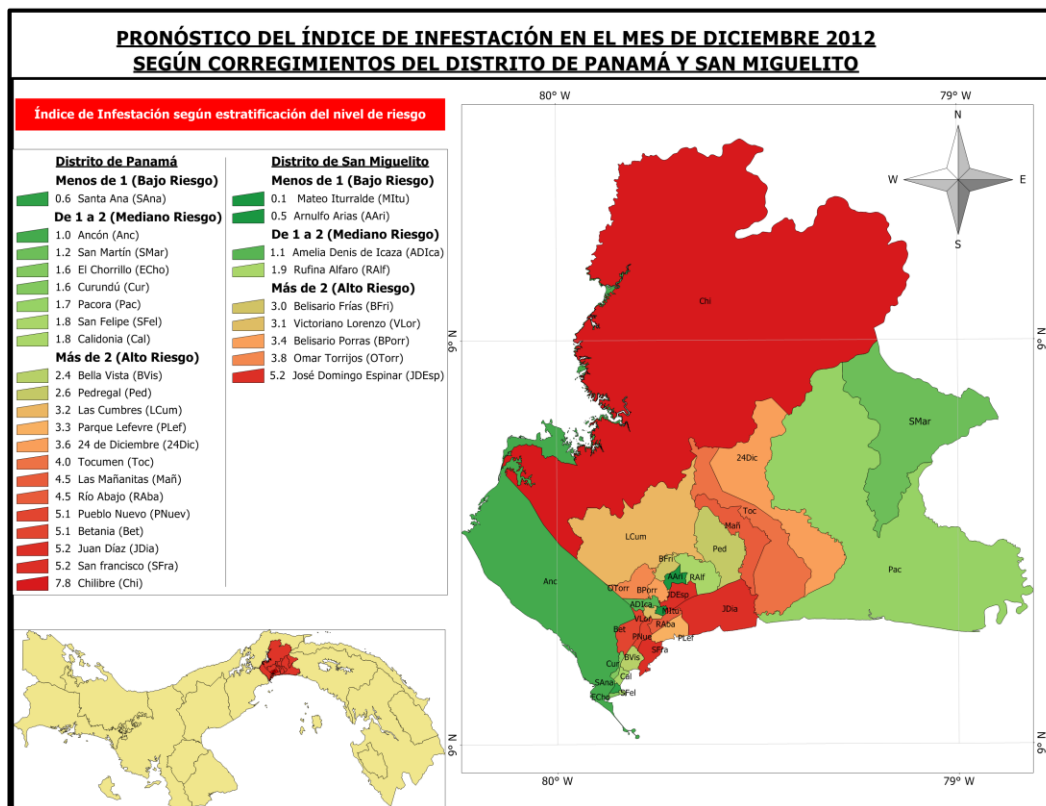 PRONÓSTICO DEL ÍNDICE DE INFESTACIÓN EN EL MES DE DICIEMBRE 2012
SEGÚN CORREGIMIENTOS DEL DISTRITO DE PANAMÁ Y SAN MIGUELITO
Índice de Infestación según estratificación del nivel de riesgo
Distrito de Panamá
Menos de 1 (Bajo Riesgo)
0.6 Santa Ana (SAna)
De 1 a 2 (Mediano Riesgo)
1.0 Ancón (Anc)
1.2 San Martín (SMar)
1.6 El Chorrillo (ECho)
1.6 Curundú (Cur)
1.7 Pacora (Pac)
1.8 San Felipe (SFel)
1.8 Calidonia (Cal)
Más de 2 (Alto Riesgo)
2.4 Bella Vista (BVis)
2.6 Pedregal (Ped)
3.2 Las Cumbres (LCum)
3.3 Parque Lefevre (PLef)
3.6 24 de Diciembre (24Dic)
4.0 Tocumen (Toc)
4.5 Las Mañanitas (Mañ)
4.5 Río Abajo (RAba)
5.1 Pueblo Nuevo (PNuev)
5.1 Betania (Bet)
5.2 Juan Díaz (JDia)
5.2 San francisco (SFra)
7.8 Chilibre (Chi)
Distrito de San Miguelito
Menos de 1 (Bajo Riesgo)
0.1 Mateo Iturralde (MItu)
0.5 Arnulfo Arias (AAri)
De 1 a 2 (Mediano Riesgo)
1.1 Amelia Denis de Icaza (ADIca)
1.9 Rufina Alfaro (RAlf)
Más de 2 (Alto Riesgo)
3.0 Belisario Frías (BFri)
3.1 Victoriano Lorenzo (VLor)
3.4 Belisario Porras (BPorr)
3.8 Omar Torrijos (OTorr)
5.2 José Domingo Espinar (JDEsp)
80° W
79° W
N
W
E
S
Chi
9° N
9° N
SMar
24Dic
Toc
Mañ
LCum
Ped
Pac
BFri
Anc
AAri
RAlf
OTorr
BPorr
JDEsp
ADIca
MItu
JDia
VLor
RAba
Bet
PNue
PLef
SFra
BVis
Cur
Cal
SAna
SFel
ECho
9° N
9° N
80° W
79° W